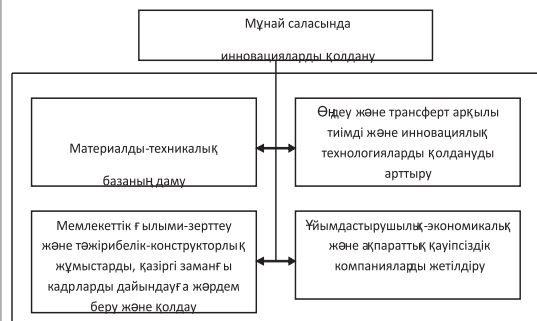 Мұнай саласында
инновацияларды қолдану
Материалды-техникалық
базаның даму
Өңдеу және трансферт арқылы
тиімді және инновациялық
технологияларды қолдануды
арттыру
Мемлекеттік ғылыми-зерттеу
және тәжірибелік-конструкторлық
жұмыстарды, қазіргі заманғы
кадрларды дайындауға жәрдем
беру және қолдау
Ұйымдастырушылық-экономикалық
және ақпараттық қауіпсіздік
компанияларды жетілдіру